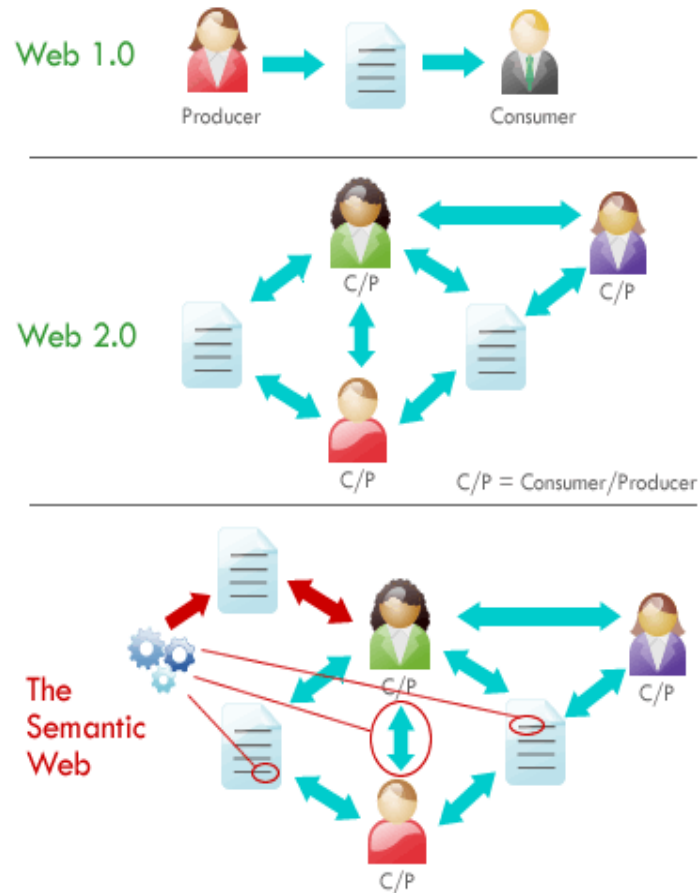 Web 1.0
Producer
Consumer
C/P
C/P
Web 2.0
C/P
C/P = Consumer/Producer
C/P
C/P
The
Semantic
Web
C/P